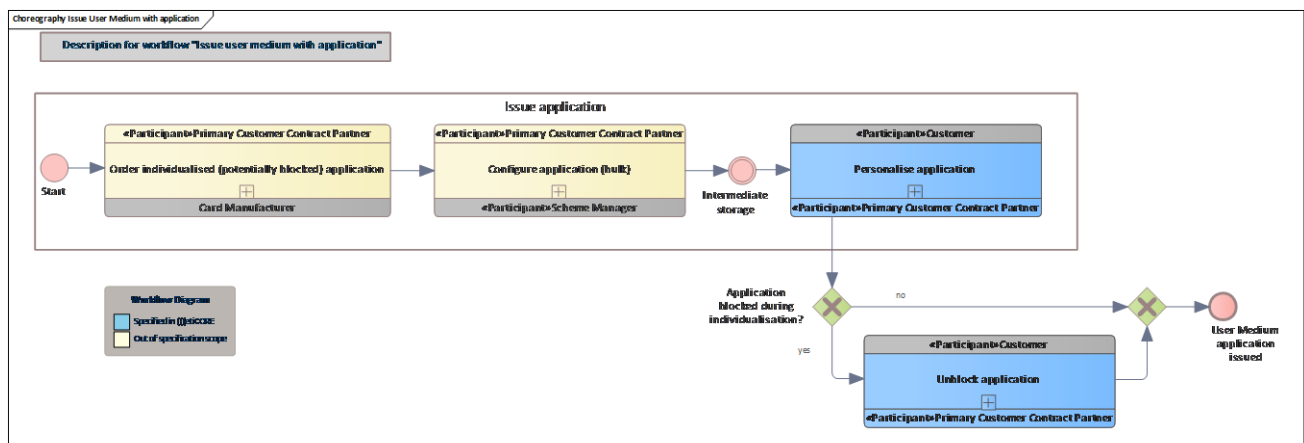 Choreography Issue User Medium with application
Description for workflow "Issue user medium with application"
Issue application
«Participant»Primary Customer Contract Partner
Order individualised (potentially blocked) application
Card Manufacturer
«Participant»Primary Customer Contract Partner
Configure application (bulk)
«Participant»Scheme Manager
«Participant»Customer
Personalise application
«Participant»Primary Customer Contract Partner
Start
Intermediate
storage
Workflow Diagram
Specified in (((eti CORE
Out of specification scope
Application
blocked during
individualisation?
no
yes
«Participant»Customer
Unblock application
«Participant»Primary Customer Contract Partner
User Medium
application
issued